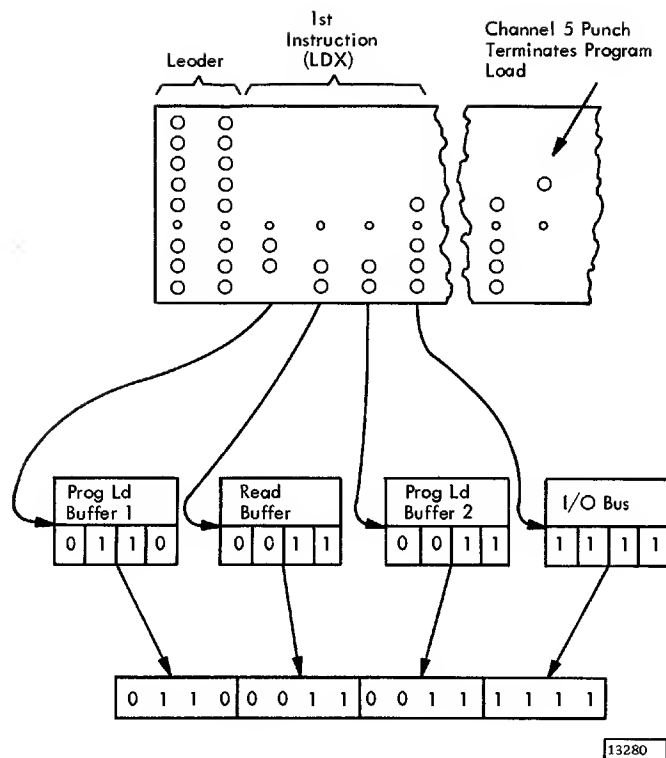 1st
Instruction
(LDX)
Leoder
Channel 5 Punch
Terminates Program
Load
Prog Ld
Buffer 1
0 1 1 0
Read
Buffer
0 0 1 1
Prog Ld
Buffer 2
0 0 1 1
I/O Bus
1 1 1 1
0 1 1 0 0 0 1 1 0 0 1 1 1 1 1 1
13280